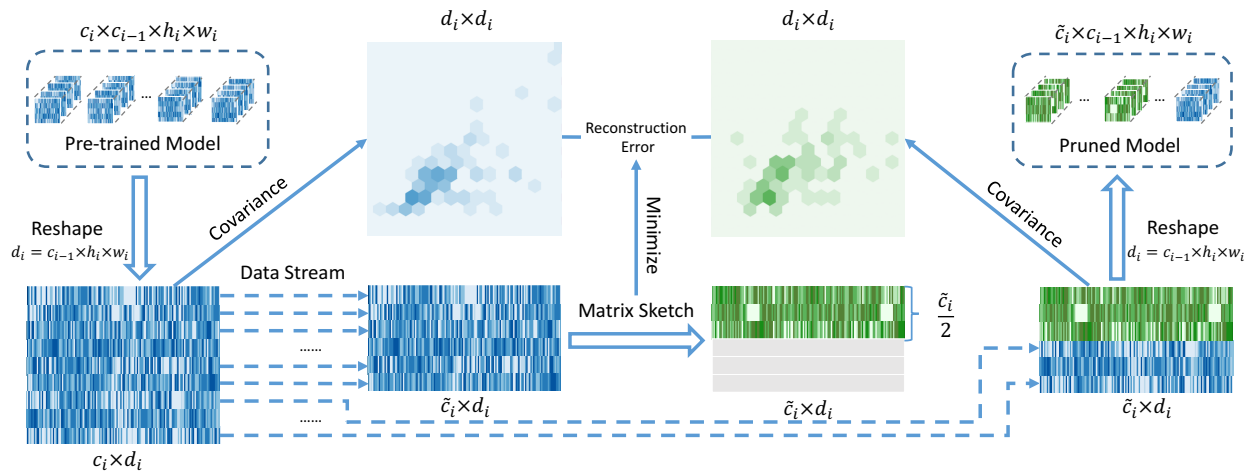 c_i×c_{i−1}×h_i×w_i
d_i×d_i
d_i×d_i
c̃_i×c_{i−1}×h_i×w_i
...
Pre-trained Model
...
...
Pruned Model
Reconstruction
Error
Covariance
Covariance
Minimize
Reshape
d_i = c_{i−1}×h_i×w_i
Reshape
d_i = c_{i−1}×h_i×w_i
Data Stream
......
Matrix Sketch
c̃_i
2
......
c_i×d_i
c̃_i×d_i
c̃_i×d_i
c̃_i×d_i